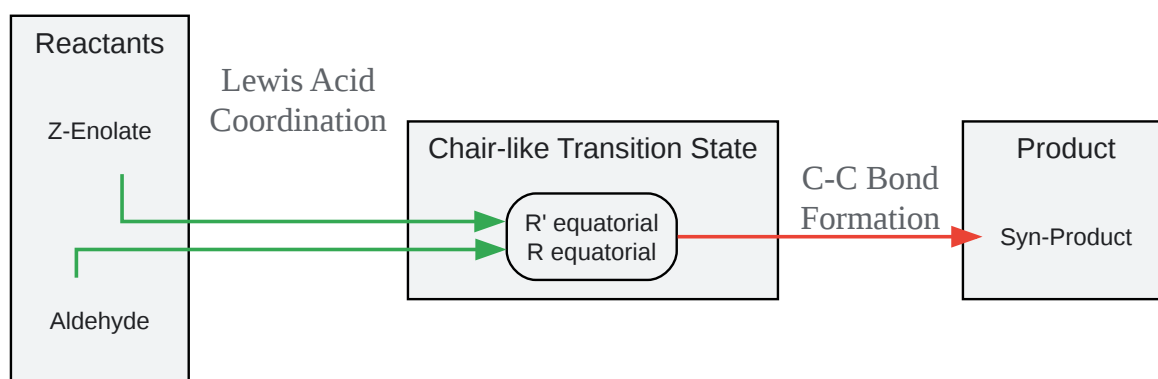 Reactants
Z-Enolate
Aldehyde
Lewis Acid
Coordination
Chair-like Transition State
R' equatorial
R equatorial
C-C Bond
Formation
Product
Syn-Product